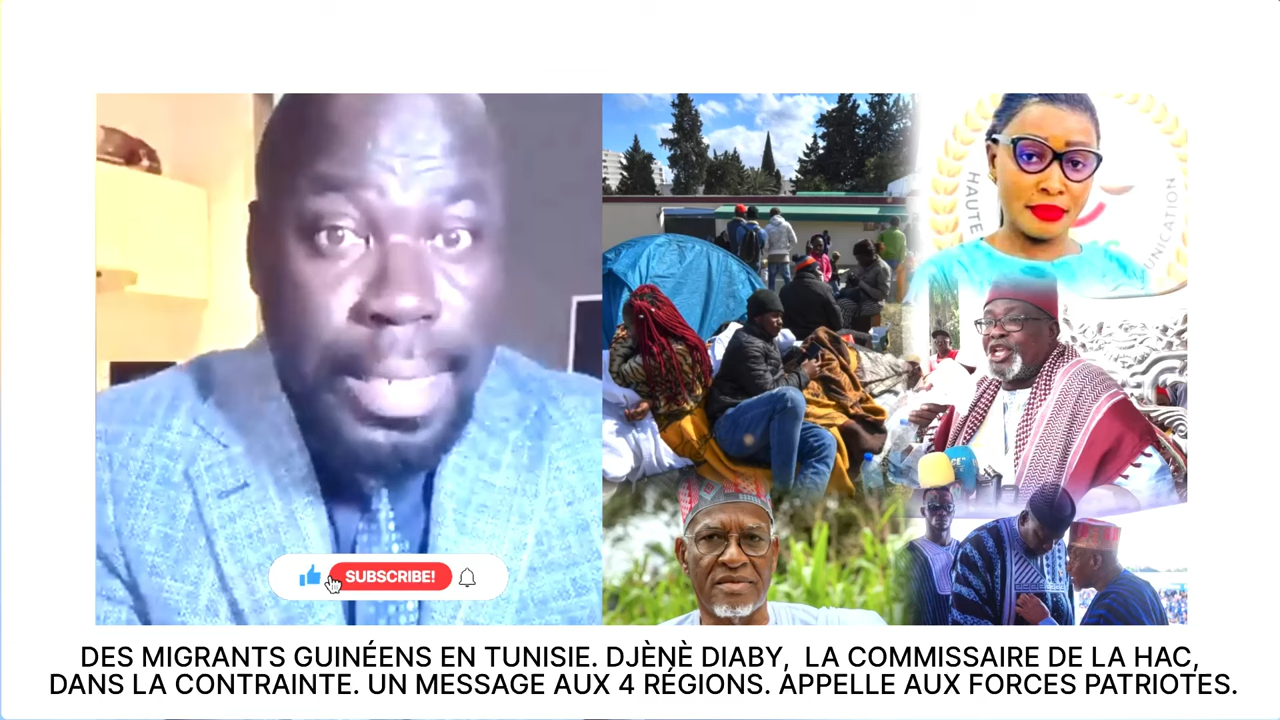 HAUTE
UNICATION
SUBSCRIBE!
DES MIGRANTS GUINÉENS EN TUNISIE. DJÈNÈ DIABY, LA COMMISSAIRE DE LA HAC,
DANS LA CONTRAINTE. UN MESSAGE AUX 4 RÉGIONS. APPELLE AUX FORCES PATRIOTES.